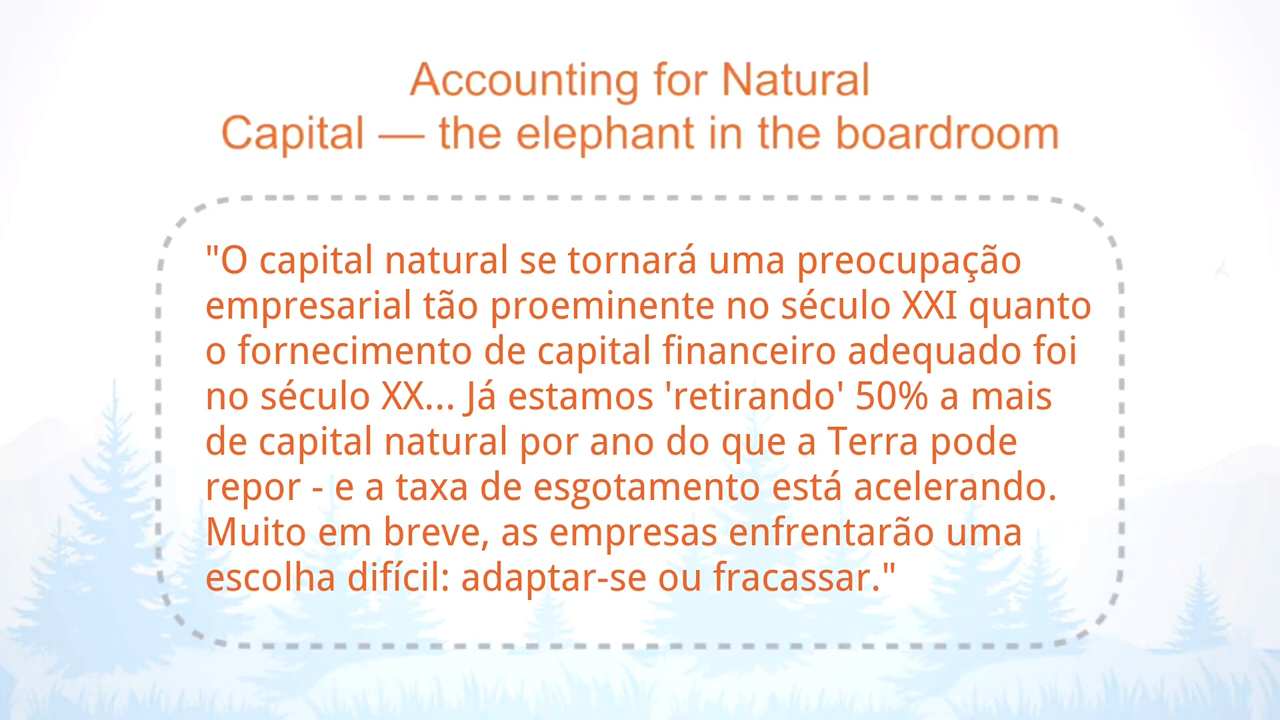 Accounting for Natural
Capital — the elephant in the boardroom
"O capital natural se tornará uma preocupação
empresarial tão proeminente no século XXI quanto
o fornecimento de capital financeiro adequado foi
no século XX... Já estamos 'retirando' 50% a mais
de capital natural por ano do que a Terra pode
repor - e a taxa de esgotamento está acelerando.
Muito em breve, as empresas enfrentarão uma
escolha difícil: adaptar-se ou fracassar."